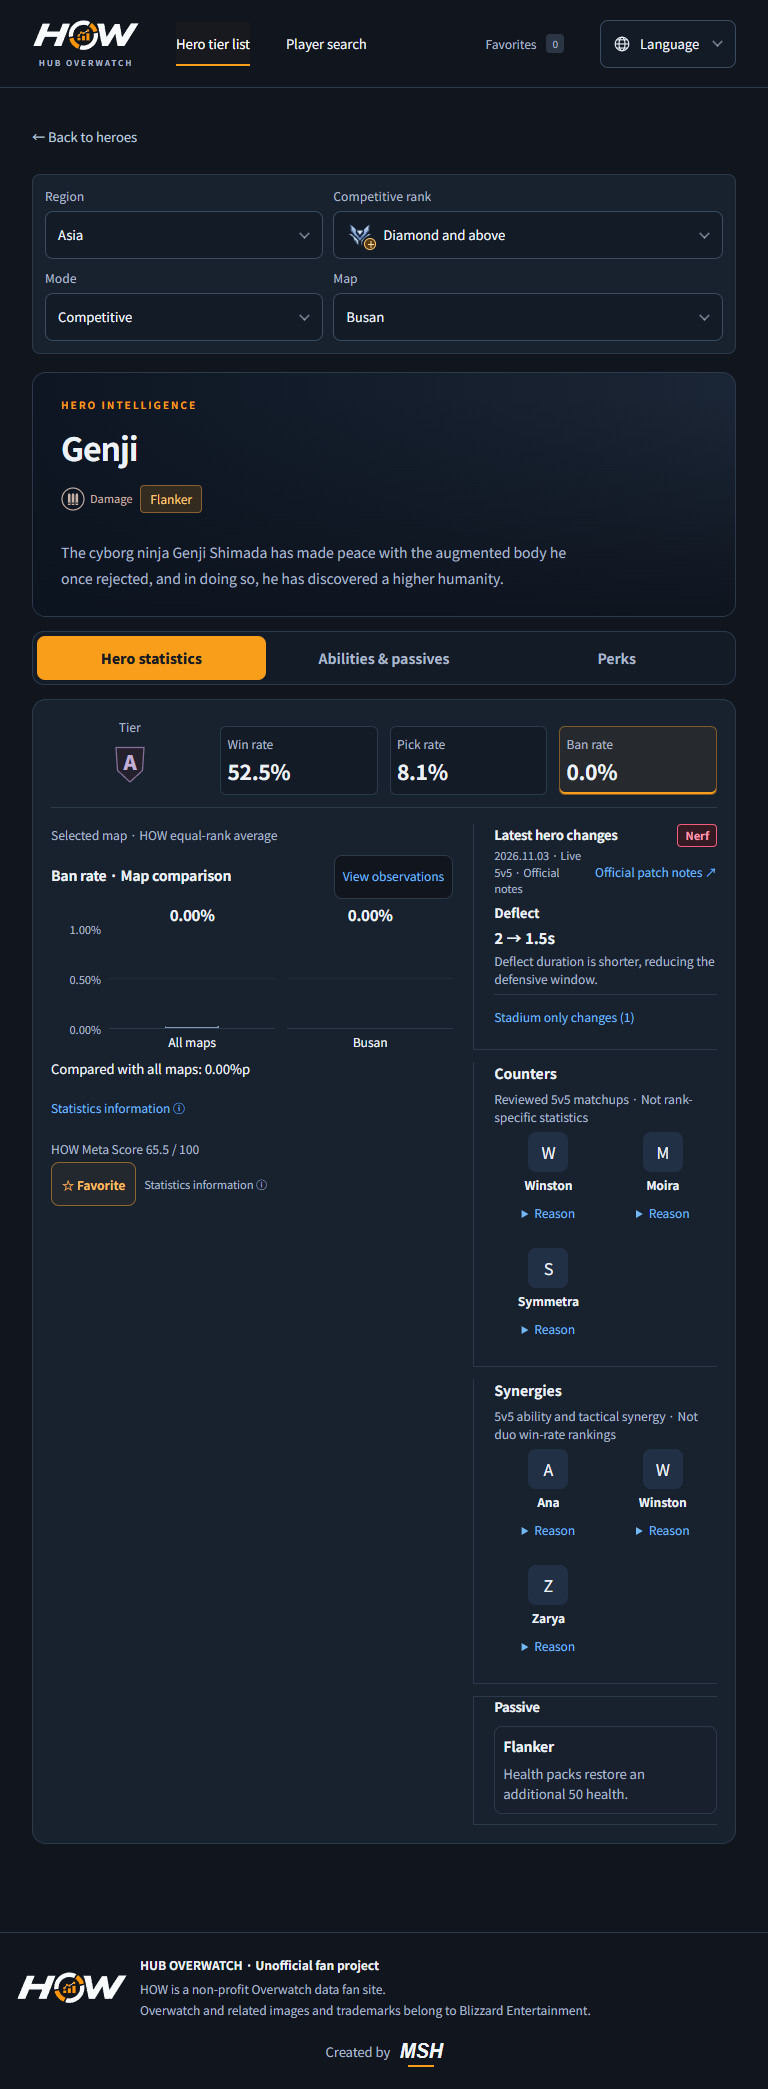 HOW
HUB OVERWATCH
Hero tier list
Player search
Favorites 0
Language
← Back to heroes
Region
Competitive rank
Asia
Diamond and above
Mode
Map
Competitive
Busan
HERO INTELLIGENCE
Genji
Damage
Flanker
The cyborg ninja Genji Shimada has made peace with the augmented body he
once rejected, and in doing so, he has discovered a higher humanity.
Hero statistics
Abilities & passives
Perks
Tier
A
Win rate
52.5%
Pick rate
8.1%
Ban rate
0.0%
Selected map · HOW equal-rank average
Ban rate · Map comparison
View observations
0.00%
0.00%
1.00%
0.50%
0.00%
All maps
Busan
Compared with all maps: 0.00%p
Statistics information ⓘ
HOW Meta Score 65.5 / 100
☆ Favorite
Statistics information ⓘ
Latest hero changes
Nerf
2026.11.03 · Live
5v5 · Official
notes
Official patch notes ↗
Deflect
2 → 1.5s
Deflect duration is shorter, reducing the
defensive window.
Stadium only changes (1)
Counters
Reviewed 5v5 matchups · Not rank-
specific statistics
W
M
Winston
Moira
▶ Reason
▶ Reason
S
Symmetra
▶ Reason
Synergies
5v5 ability and tactical synergy · Not
duo win-rate rankings
A
W
Ana
Winston
▶ Reason
▶ Reason
Z
Zarya
▶ Reason
Passive
Flanker
Health packs restore an
additional 50 health.
HOW
HUB OVERWATCH · Unofficial fan project
HOW is a non-profit Overwatch data fan site.
Overwatch and related images and trademarks belong to Blizzard Entertainment.
Created by MSH